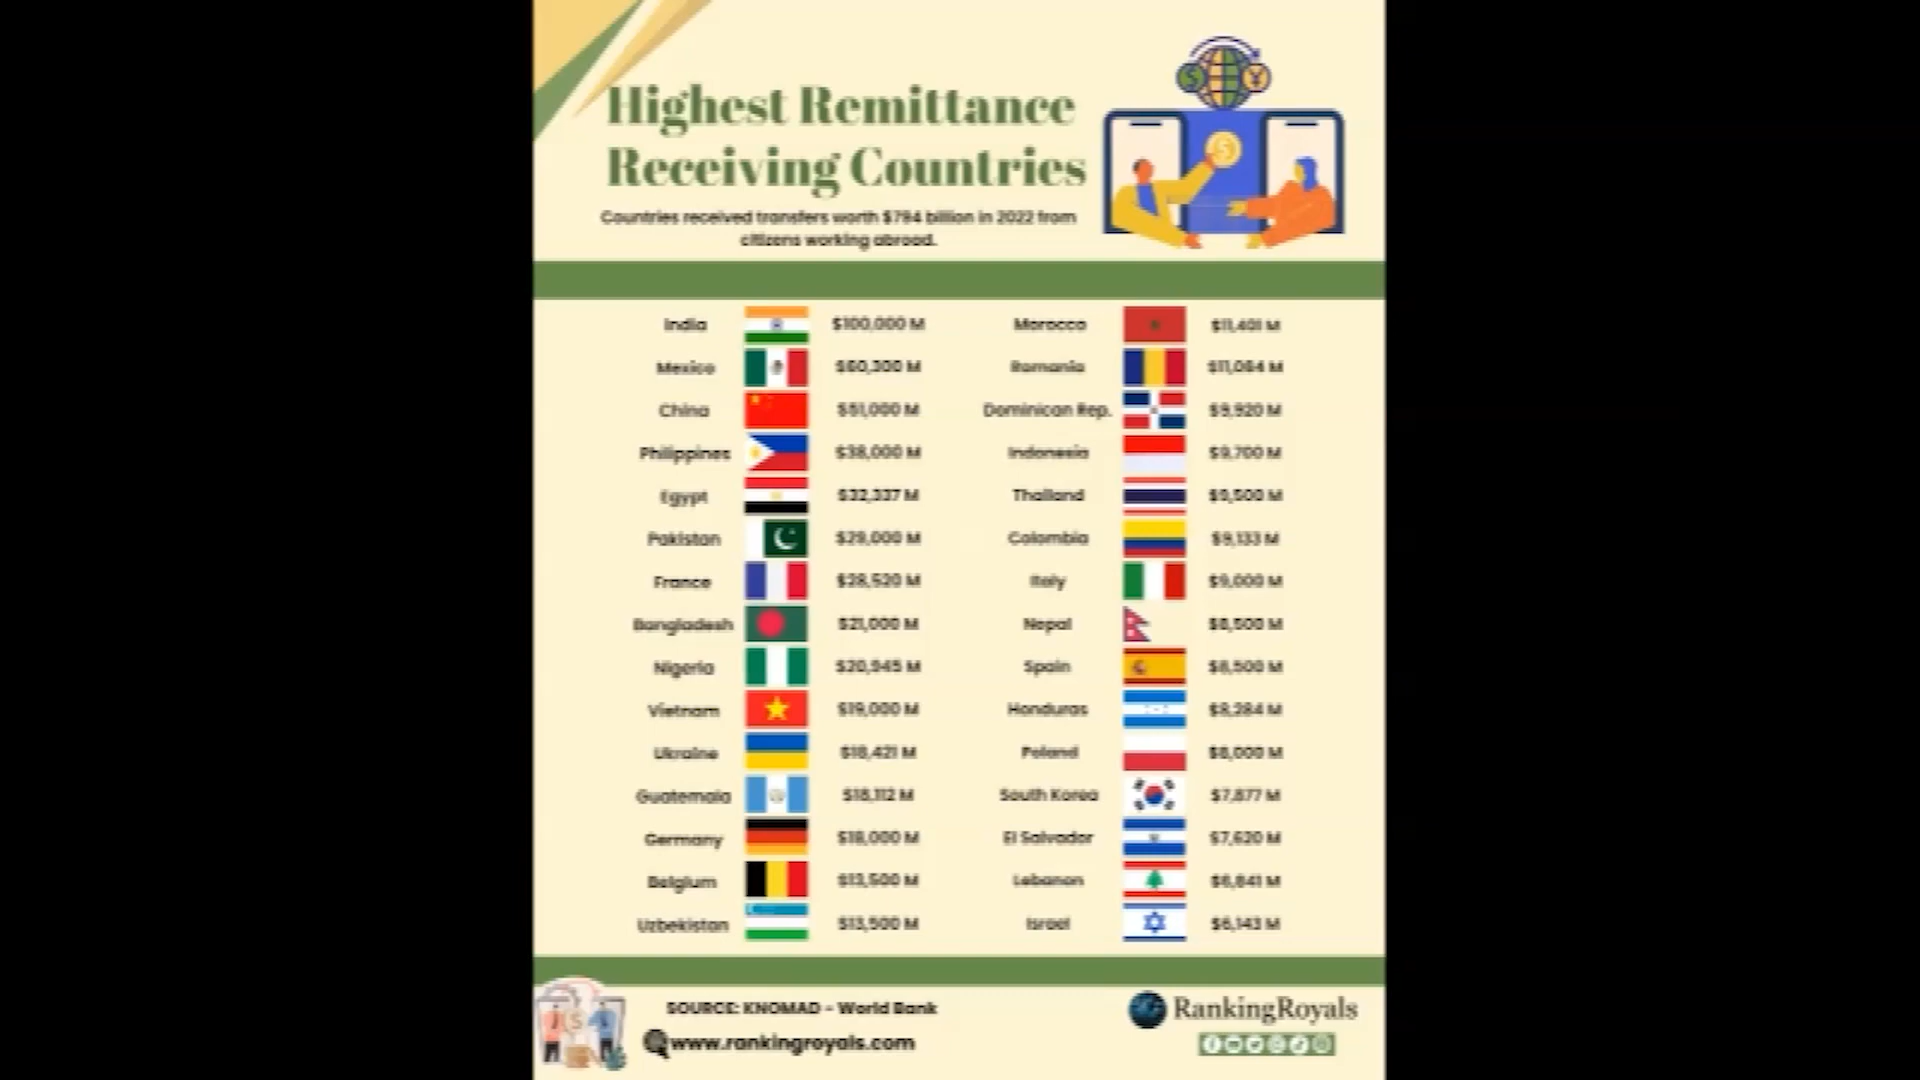 Highest Remittance
Receiving Countries
Countries received transfers worth $794 billion in 2022 from
citizens working abroad.
India $100,000 M Morocco $11,401 M
Mexico $60,300 M Romania $11,064 M
China $51,000 M Dominican Rep. $9,920 M
Philippines $38,000 M Indonesia $9,700 M
Egypt $32,337 M Thailand $9,500 M
Pakistan $29,000 M Colombia $9,133 M
France $28,520 M Italy $9,000 M
Bangladesh $21,000 M Nepal $8,500 M
Nigeria $20,945 M Spain $8,500 M
Vietnam $19,000 M Honduras $8,284 M
Ukraine $18,421 M Poland $8,000 M
Guatemala $18,112 M South Korea $7,877 M
Germany $18,000 M El Salvador $7,620 M
Belgium $13,500 M Lebanon $6,841 M
Uzbekistan $13,500 M Israel $6,143 M
SOURCE: KNOMAD - World Bank
www.rankingroyals.com
RankingRoyals